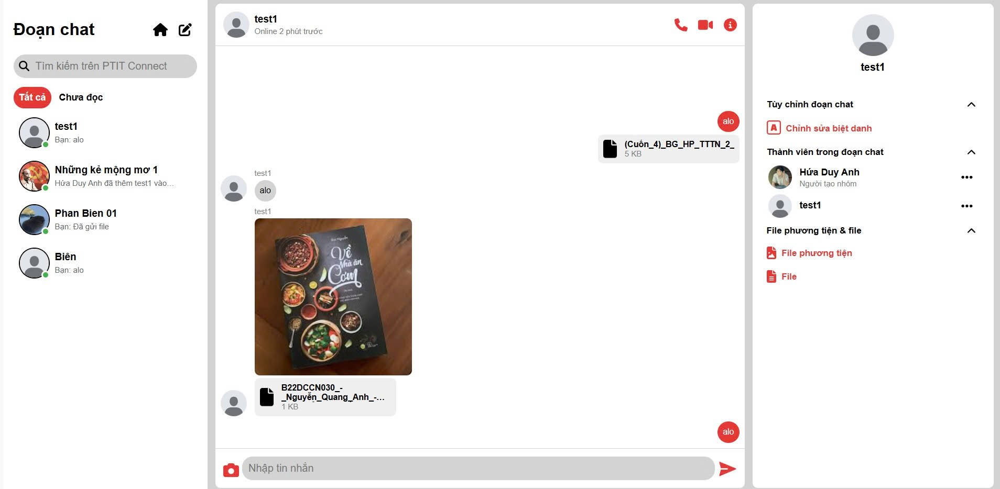 Đoạn chat
Tìm kiếm trên PTIT Connect
Tất cả
Chưa đọc
test1
Bạn: alo
Những kẻ mộng mơ 1
Hứa Duy Anh đã thêm test1 vào...
Phan Bien 01
Bạn: Đã gửi file
Biên
Bạn: alo
test1
Online 2 phút trước
alo
(Cuốn_4)_BG_HP_TTTN_2_
5 KB
test1
alo
test1
Về
Nhà ăn
Cơm
B22DCCN030_-
_Nguyễn_Quang_Anh_-...
1 KB
alo
Nhập tin nhắn
test1
Tùy chỉnh đoạn chat
A Chỉnh sửa biệt danh
Thành viên trong đoạn chat
Hứa Duy Anh
Người tạo nhóm
test1
File phương tiện & file
File phương tiện
File